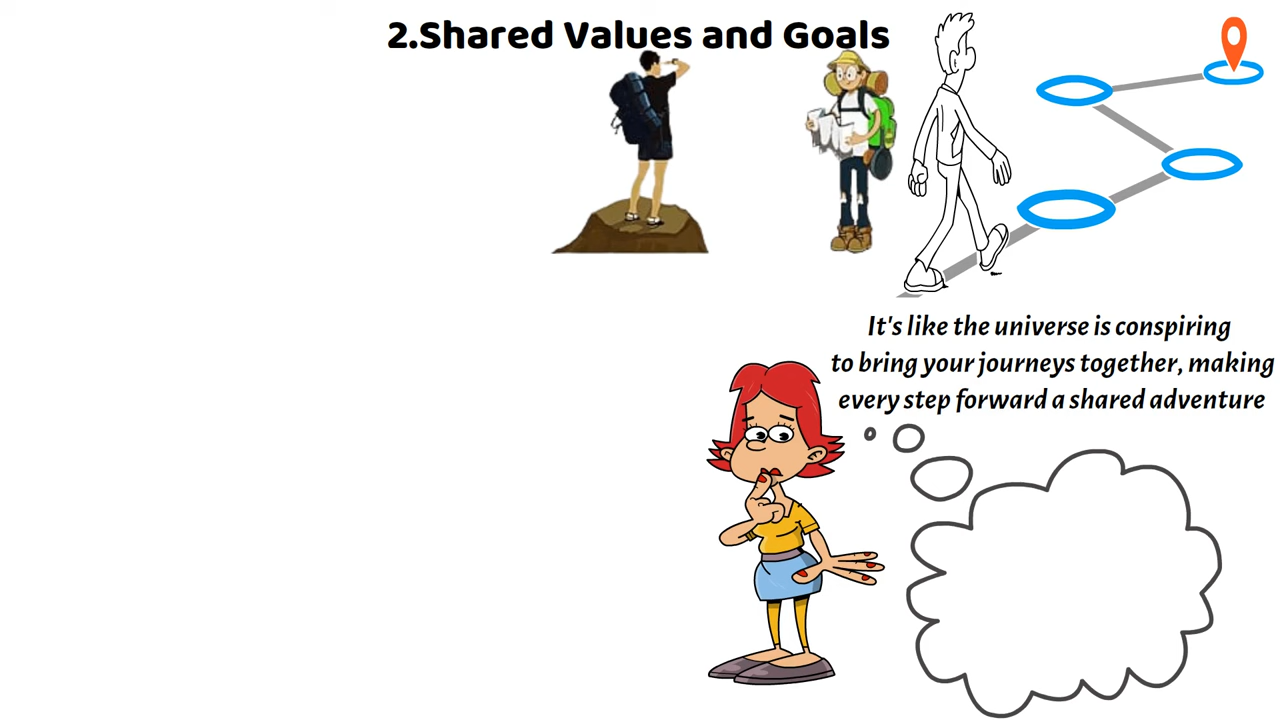 2.Shared Values and Goals
It's like the universe is conspiring
to bring your journeys together, making
every step forward a shared adventure